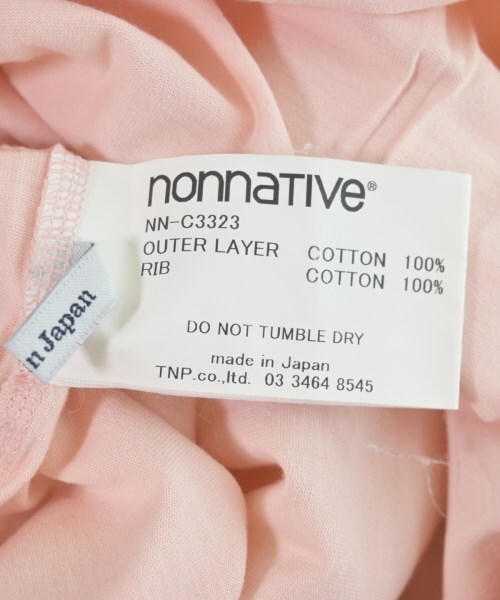 nonnative®
NN-C3323
OUTER LAYER COTTON 100%
RIB COTTON 100%
DO NOT TUMBLE DRY
made in Japan
TNP.co.,ltd. 03 3464 8545
n Japan